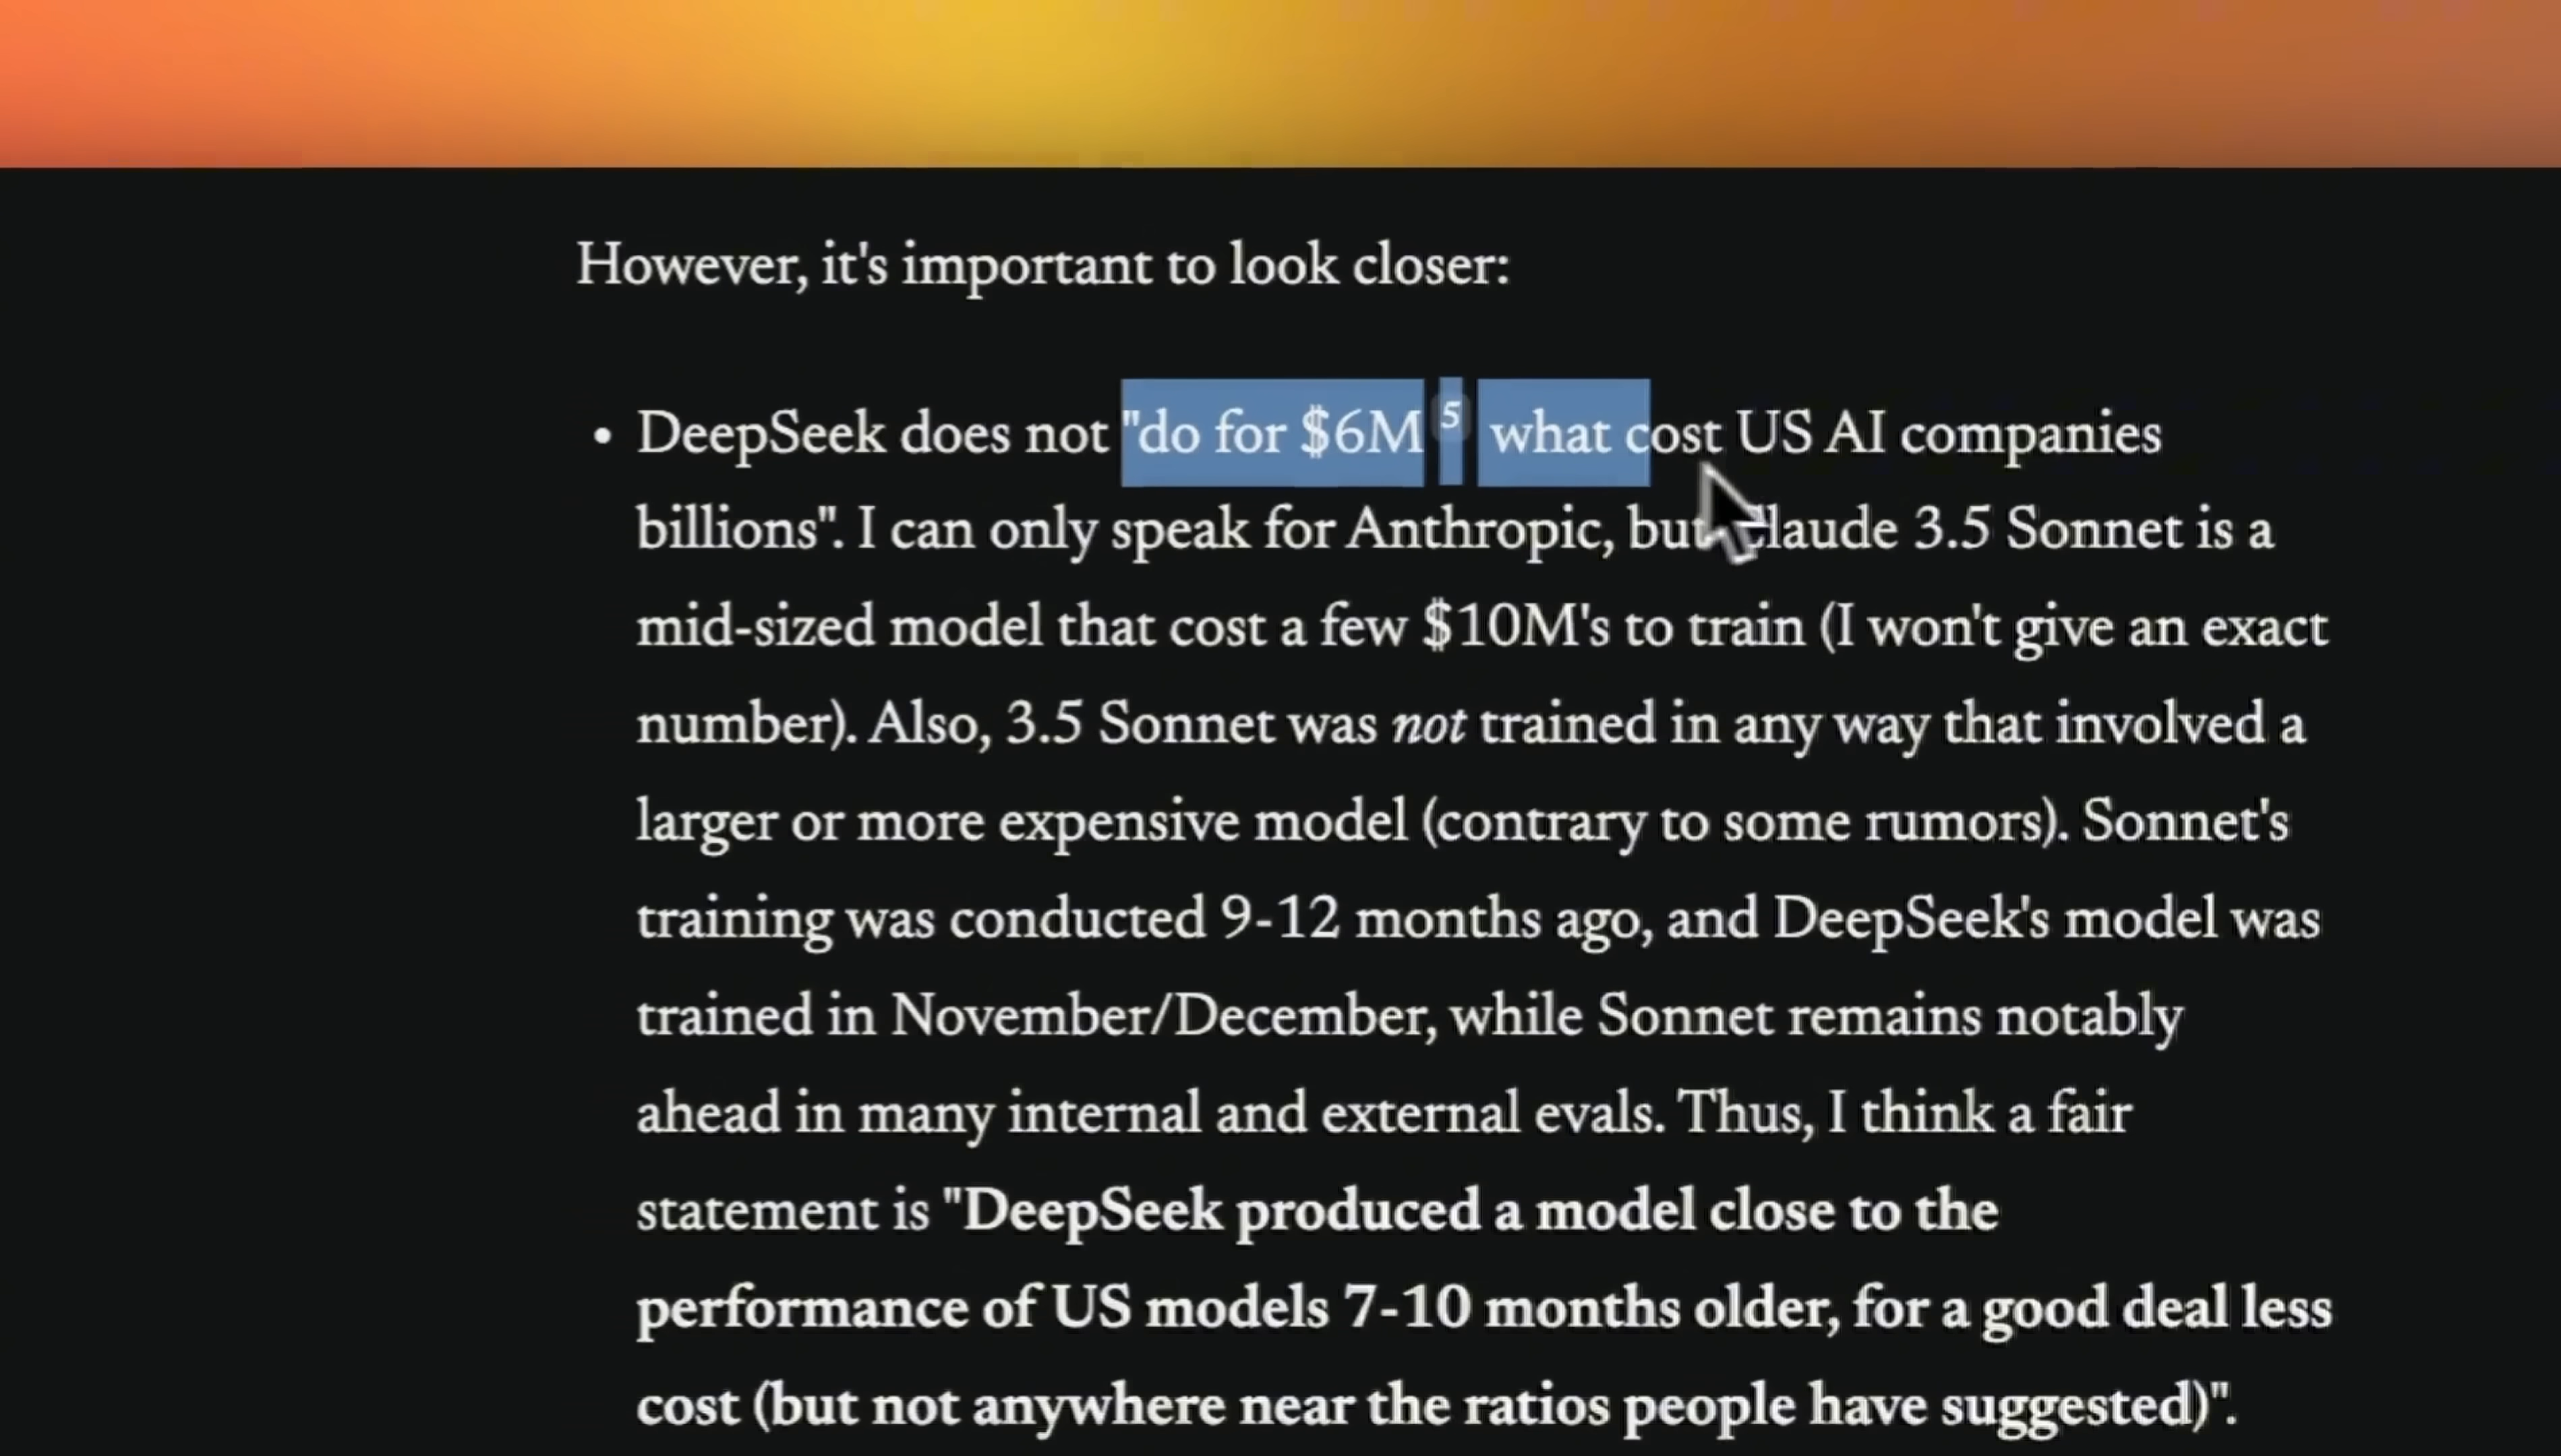 However, it's important to look closer:
• DeepSeek does not "do for $6M 5 what cost US AI companies
billions". I can only speak for Anthropic, but Claude 3.5 Sonnet is a
mid-sized model that cost a few $10M's to train (I won't give an exact
number). Also, 3.5 Sonnet was not trained in any way that involved a
larger or more expensive model (contrary to some rumors). Sonnet's
training was conducted 9-12 months ago, and DeepSeek's model was
trained in November/December, while Sonnet remains notably
ahead in many internal and external evals. Thus, I think a fair
statement is "DeepSeek produced a model close to the
performance of US models 7-10 months older, for a good deal less
cost (but not anywhere near the ratios people have suggested)".